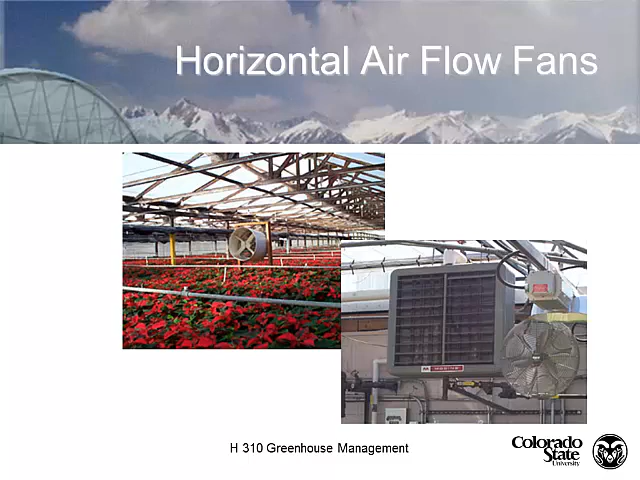 Horizontal Air Flow Fans
H 310 Greenhouse Management
Colorado
State
University